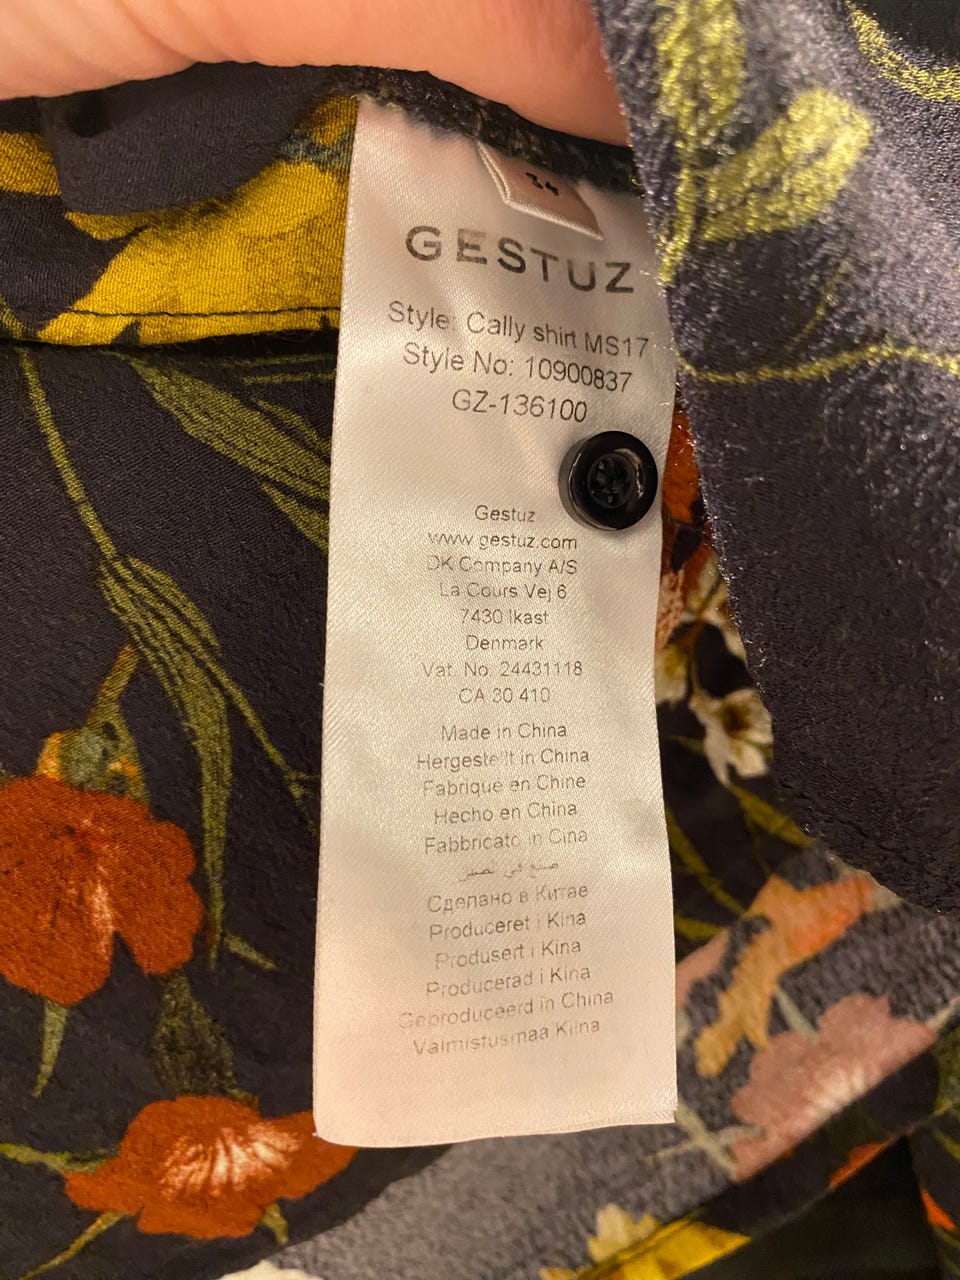 34
GESTUZ
Style: Cally shirt MS17
Style No: 10900837
GZ-136100
Gestuz
www.gestuz.com
DK Company A/S
La Cours Vej 6
7430 Ikast
Denmark
Vat. No. 24431118
CA 30 410
Made in China
Hergestellt in China
Fabriqué en Chine
Hecho en China
Fabbricato in Cina
صنع في
Сделано в Китае
Produceret i Kina
Produsert i Kina
Producerad i Kina
Geproduceerd in China
Valmistusmaa Kiina